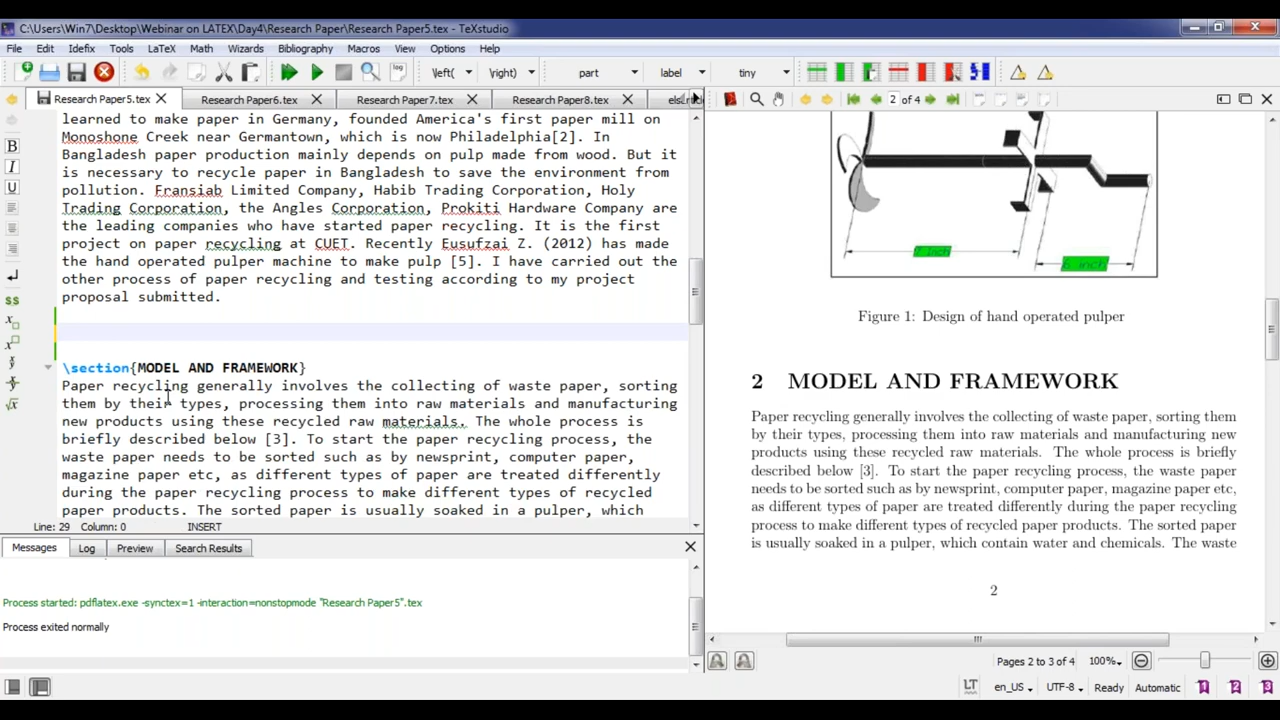 C:\Users\Win7\Desktop\Webinar on LATEX\Day4\Research Paper\Research Paper5.tex - TeXstudio
File Edit Idefix Tools LaTeX Math Wizards Bibliography Macros View Options Help
log \left( \right) part label tiny
Research Paper5.tex Research Paper6.tex Research Paper7.tex Research Paper8.tex
2 of 4
learned to make paper in Germany, founded America's first paper mill on
Monoshone Creek near Germantown, which is now Philadelphia[2]. In
Bangladesh paper production mainly depends on pulp made from wood. But it
is necessary to recycle paper in Bangladesh to save the environment from
pollution. Fransiab Limited Company, Habib Trading Corporation, Holy
Trading Corporation, the Angles Corporation, Prokiti Hardware Company are
the leading companies who have started paper recycling. It is the first
project on paper recycling at CUET. Recently Eusufzai Z. (2012) has made
the hand operated pulper machine to make pulp [5]. I have carried out the
other process of paper recycling and testing according to my project
proposal submitted.
\section{MODEL AND FRAMEWORK}
Paper recycling generally involves the collecting of waste paper, sorting
them by their types, processing them into raw materials and manufacturing
new products using these recycled raw materials. The whole process is
briefly described below [3]. To start the paper recycling process, the
waste paper needs to be sorted such as by newsprint, computer paper,
magazine paper etc, as different types of paper are treated differently
during the paper recycling process to make different types of recycled
paper products. The sorted paper is usually soaked in a pulper, which
Line: 29 Column: 0 INSERT
Messages Log Preview Search Results
Process started: pdflatex.exe -synctex=1 -interaction=nonstopmode "Research Paper5".tex
Process exited normally
7 inch
6 inch
Figure 1: Design of hand operated pulper
2 MODEL AND FRAMEWORK
Paper recycling generally involves the collecting of waste paper, sorting them
by their types, processing them into raw materials and manufacturing new
products using these recycled raw materials. The whole process is briefly
described below [3]. To start the paper recycling process, the waste paper
needs to be sorted such as by newsprint, computer paper, magazine paper etc,
as different types of paper are treated differently during the paper recycling
process to make different types of recycled paper products. The sorted paper
is usually soaked in a pulper, which contain water and chemicals. The waste
2
Pages 2 to 3 of 4 100%
LT en_US UTF-8 Ready Automatic 1 2 3